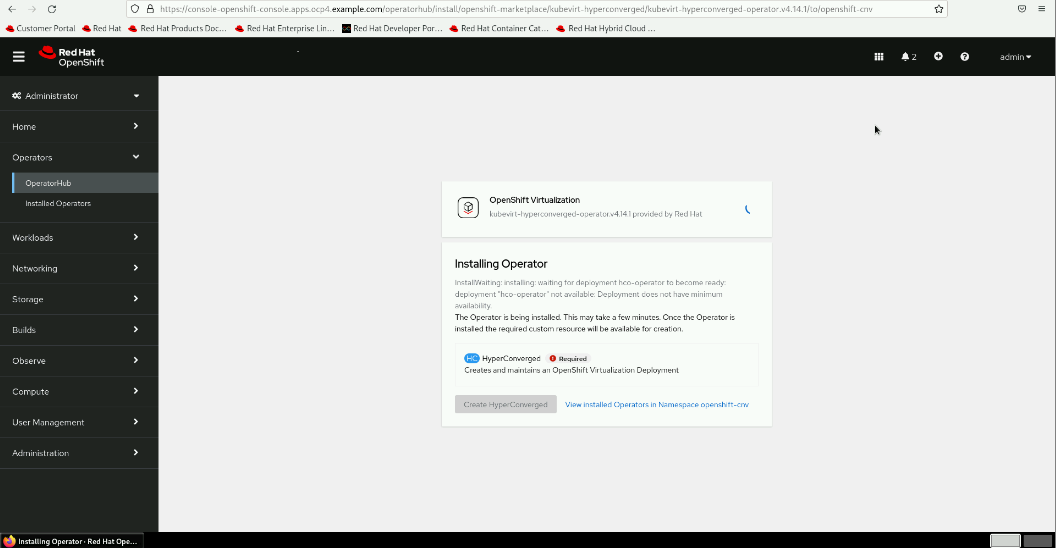 https://console-openshift-console.apps.ocp4.example.com/operatorhub/install/openshift-marketplace/kubevirt-hyperconverged/kubevirt-hyperconverged-operator.v4.14.1/to/openshift-cnv
Customer Portal Red Hat Red Hat Products Doc... Red Hat Enterprise Lin... Red Hat Developer Por... Red Hat Container Cat... Red Hat Hybrid Cloud ...
Red Hat
OpenShift
2
admin
Administrator
Home
Operators
OperatorHub
Installed Operators
Workloads
Networking
Storage
Builds
Observe
Compute
User Management
Administration
OpenShift Virtualization
kubevirt-hyperconverged-operator.v4.14.1 provided by Red Hat
Installing Operator
InstallWaiting: installing: waiting for deployment hco-operator to become ready:
deployment "hco-operator" not available: Deployment does not have minimum
availability.
The Operator is being installed. This may take a few minutes. Once the Operator is
installed the required custom resource will be available for creation.
HC HyperConverged Required
Creates and maintains an OpenShift Virtualization Deployment
Create HyperConverged View installed Operators in Namespace openshift-cnv
Installing Operator · Red Hat Ope...